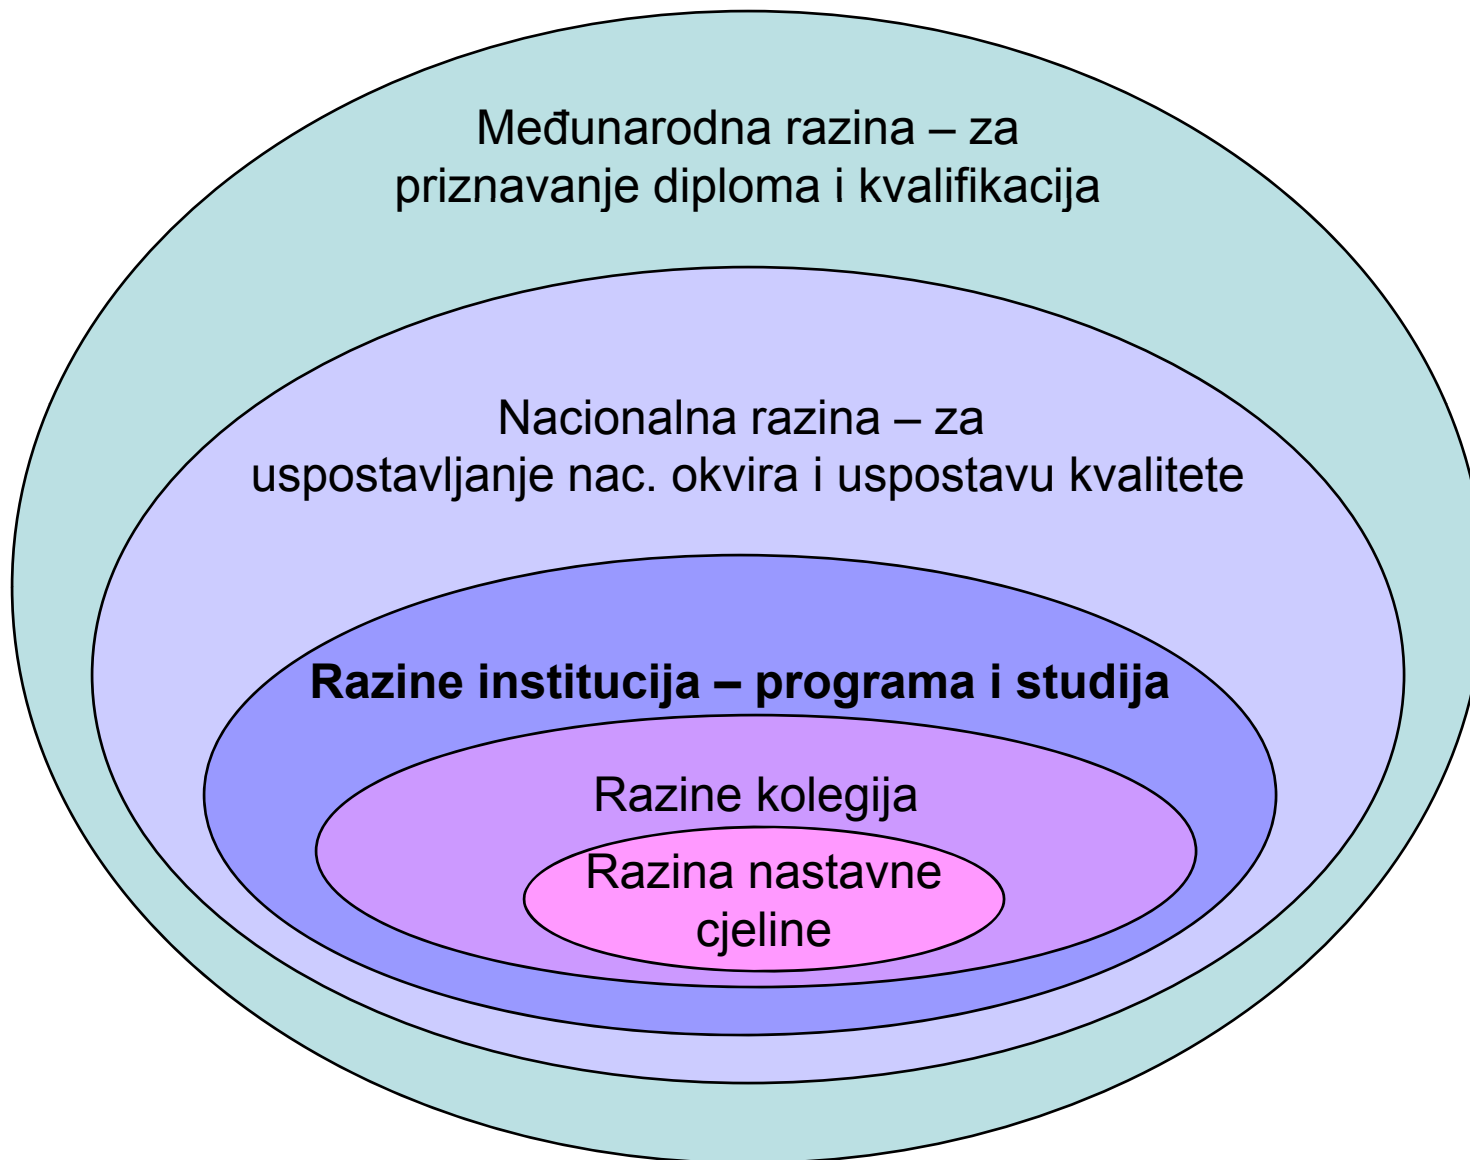 Međunarodna razina – za
priznavanje diploma i kvalifikacija
Nacionalna razina – za
uspostavljanje nac. okvira i uspostavu kvalitete
Razine institucija – programa i studija
Razine kolegija
Razina nastavne
cjeline